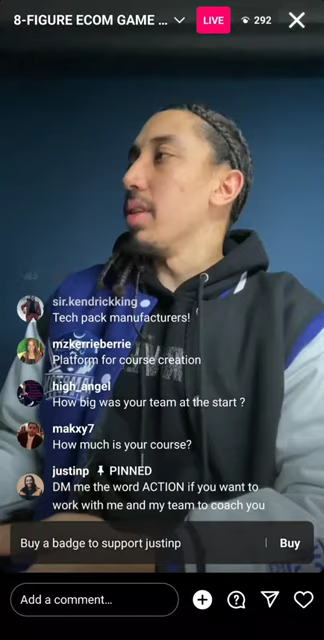 8-FIGURE ECOM GAME ...
LIVE
292
sir.kendrickking
Tech pack manufacturers!
mzkerrieberrie
Platform for course creation
high_angel
How big was your team at the start ?
makxy7
How much is your course?
justinp PINNED
DM me the word ACTION if you want to
work with me and my team to coach you
Buy a badge to support justinp
Buy
Add a comment...